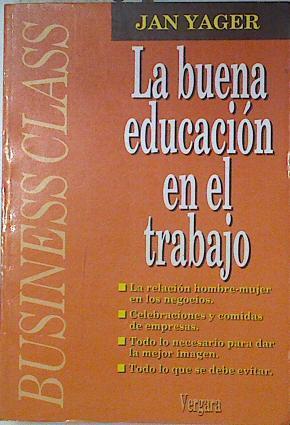 JAN YAGER
BUSINESS CLASS
La buena
educación
en el
trabajo
La relación hombre-mujer
en los negocios.
Celebraciones y comidas
de empresas.
Todo lo necesario para dar
la mejor imagen.
Todo lo que se debe evitar.
Vergara